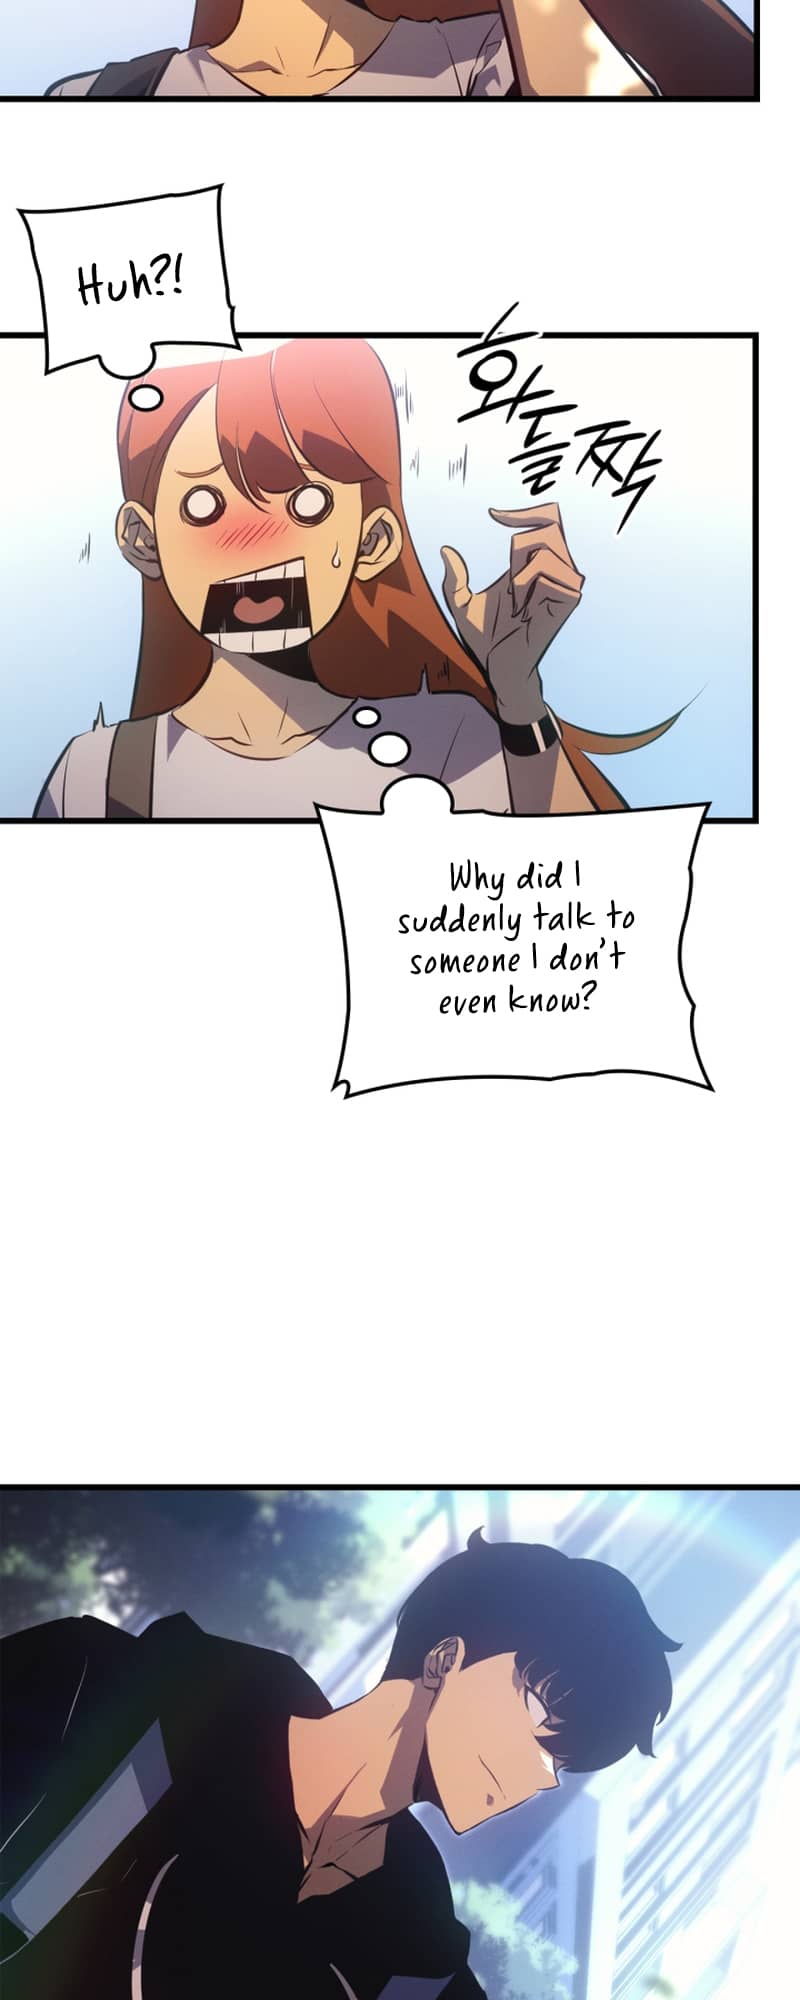 Huh?!
화들짝
Why did I
suddenly talk to
someone I don't
even know?